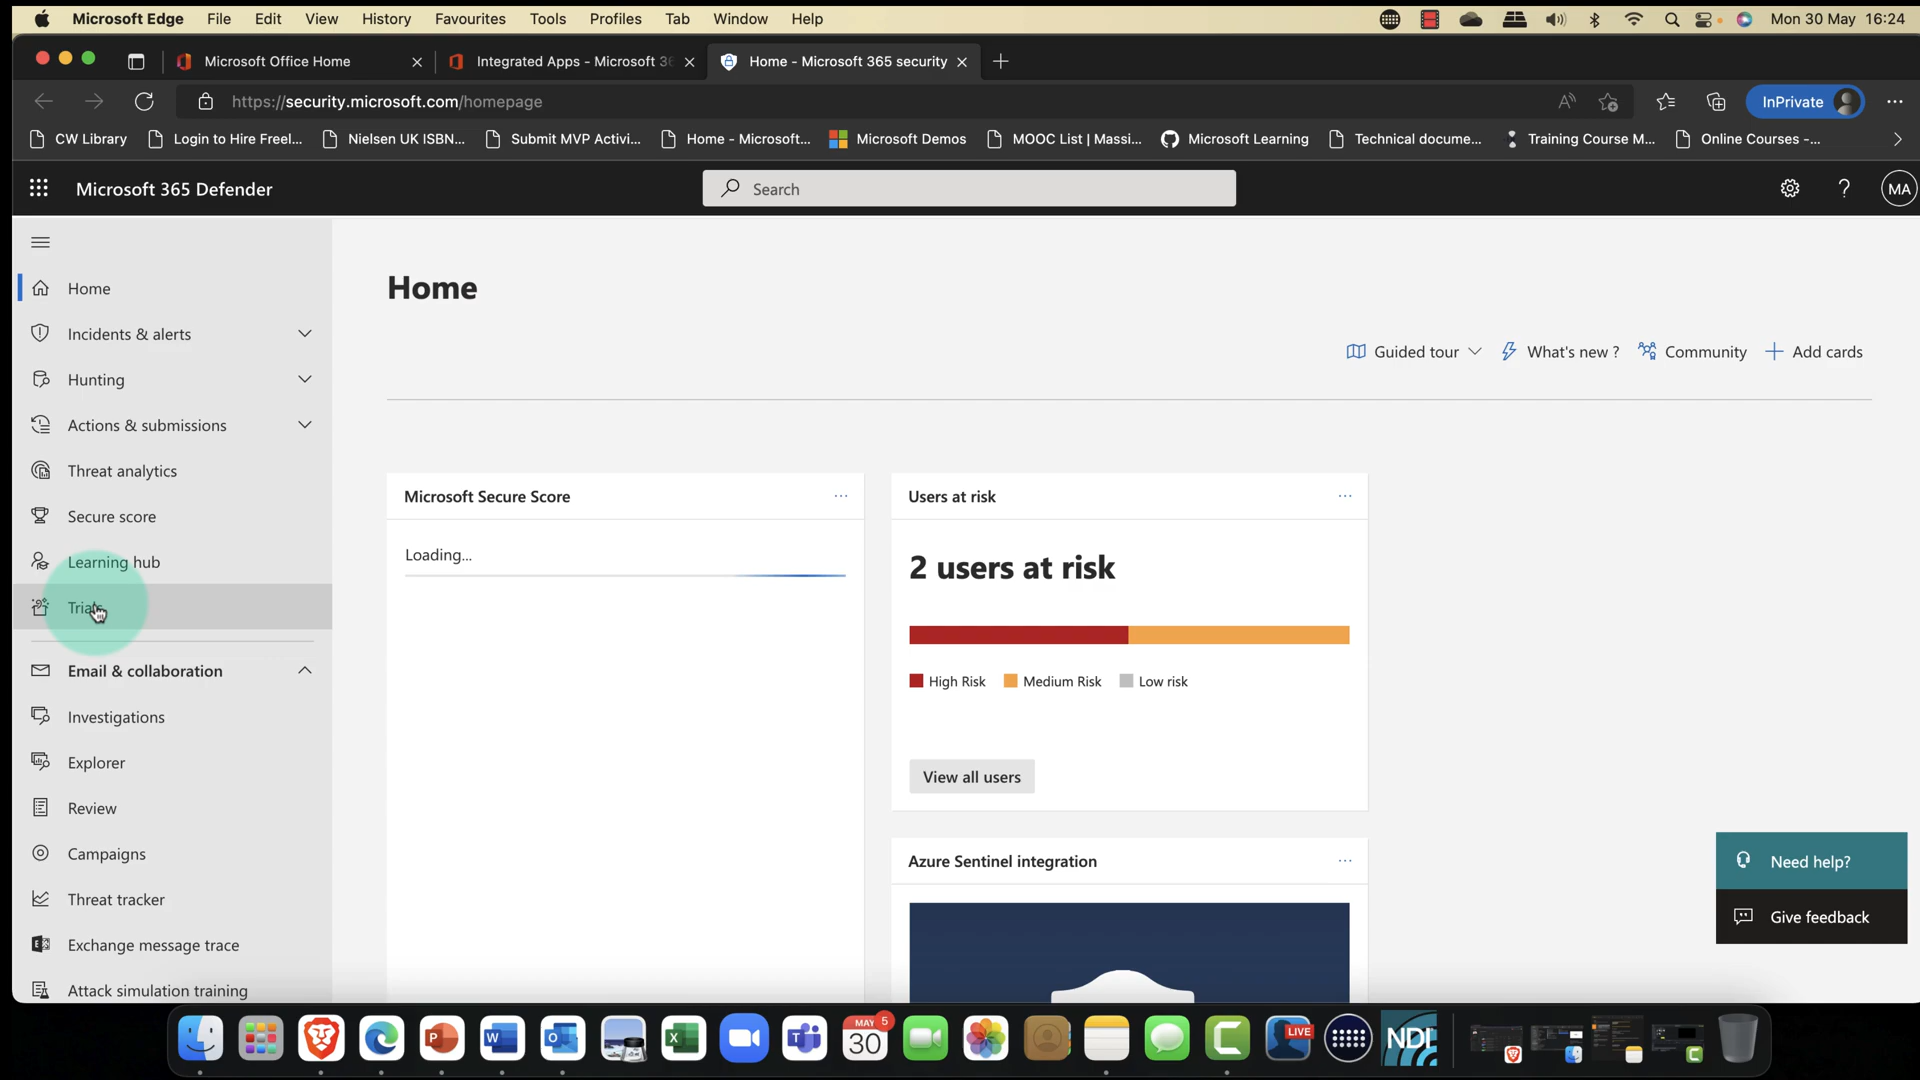 Microsoft Edge File Edit View History Favourites Tools Profiles Tab Window Help Mon 30 May 16:24
Microsoft Office Home Integrated Apps - Microsoft 36 Home - Microsoft 365 security
https://security.microsoft.com/homepage InPrivate
CW Library Login to Hire Freel... Nielsen UK ISBN... Submit MVP Activi... Home - Microsoft... Microsoft Demos MOOC List | Massi... Microsoft Learning Technical docume... Training Course M... Online Courses -...
Microsoft 365 Defender Search ? MA
Home
Incidents & alerts
Hunting
Actions & submissions
Threat analytics
Secure score
Learning hub
Trials
Email & collaboration
Investigations
Explorer
Review
Campaigns
Threat tracker
Exchange message trace
Attack simulation training
Home
Guided tour What's new ? Community Add cards
Microsoft Secure Score
Loading...
Users at risk
2 users at risk
High Risk Medium Risk Low risk
View all users
Azure Sentinel integration
Need help?
Give feedback
MAY 5
30
LIVE
NDI